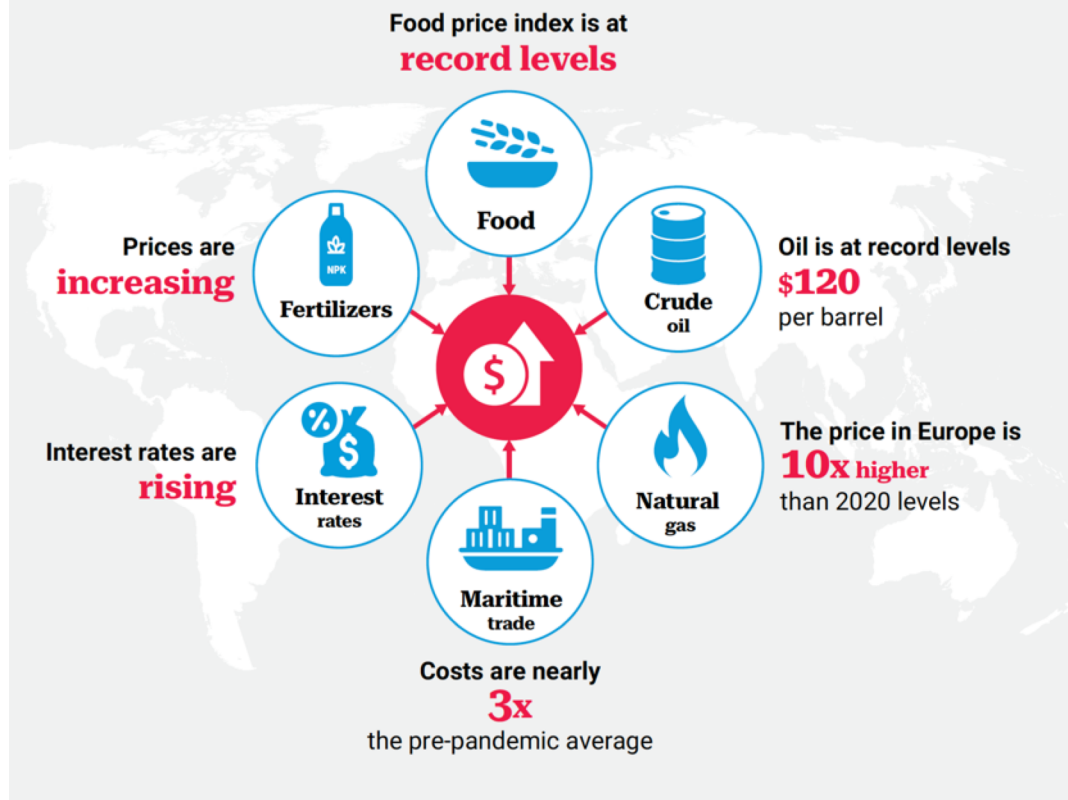 Food price index is at
record levels
Food
Prices are
increasing
NPK
Fertilizers
Crude
oil
Oil is at record levels
$120
per barrel
$
Interest rates are
rising
%
$
Interest
rates
Natural
gas
The price in Europe is
10x higher
than 2020 levels
Maritime
trade
Costs are nearly
3x
the pre-pandemic average